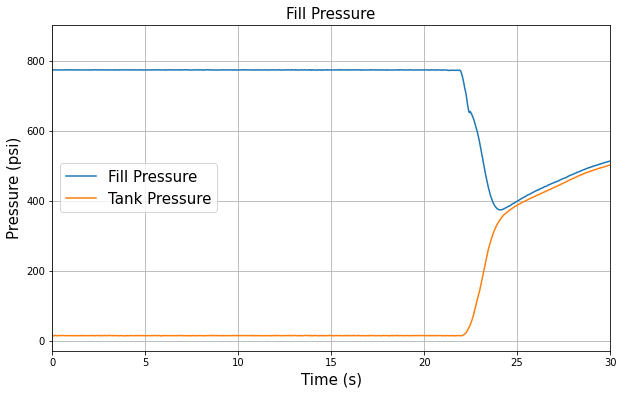 Fill Pressure
Pressure (psi)
800
600
400
200
0
Fill Pressure
Tank Pressure
0 5 10 15 20 25 30
Time (s)